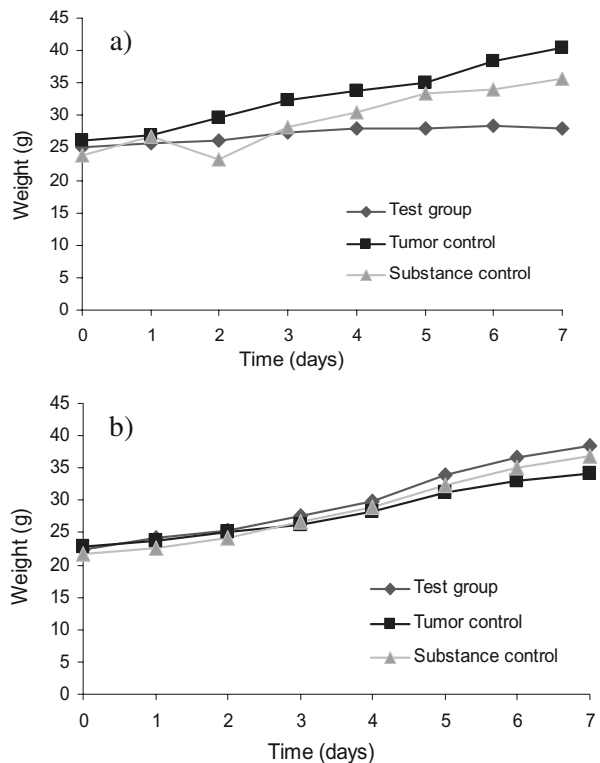 a)
45
40
35
30
25
20
15
10
5
0
Weight (g)
Test group
Tumor control
Substance control
0 1 2 3 4 5 6 7
Time (days)
b)
45
40
35
30
25
20
15
10
5
0
Weight (g)
Test group
Tumor control
Substance control
0 1 2 3 4 5 6 7
Time (days)